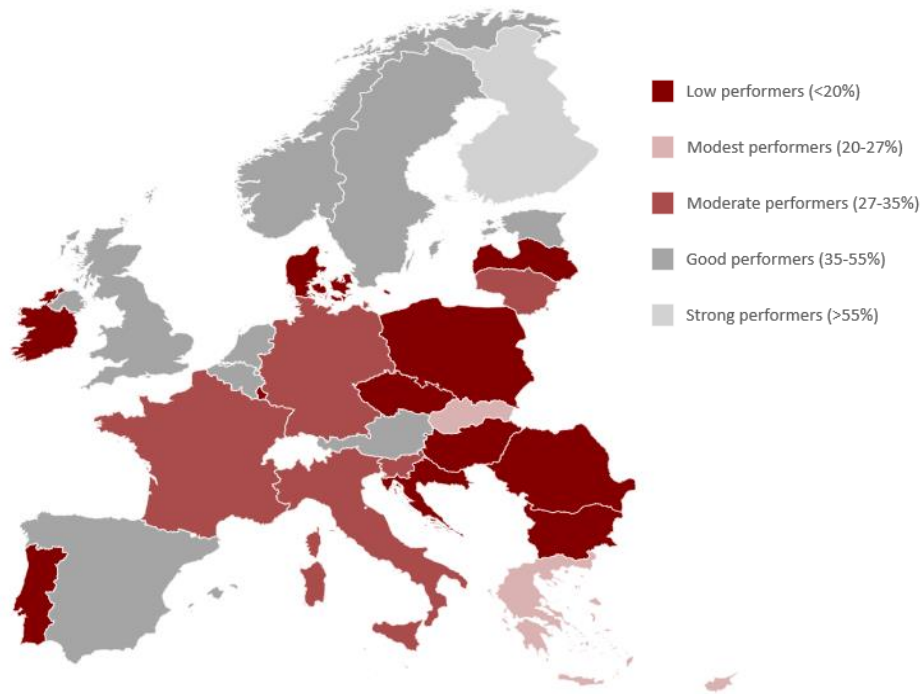 Low performers (<20%)
Modest performers (20-27%)
Moderate performers (27-35%)
Good performers (35-55%)
Strong performers (>55%)